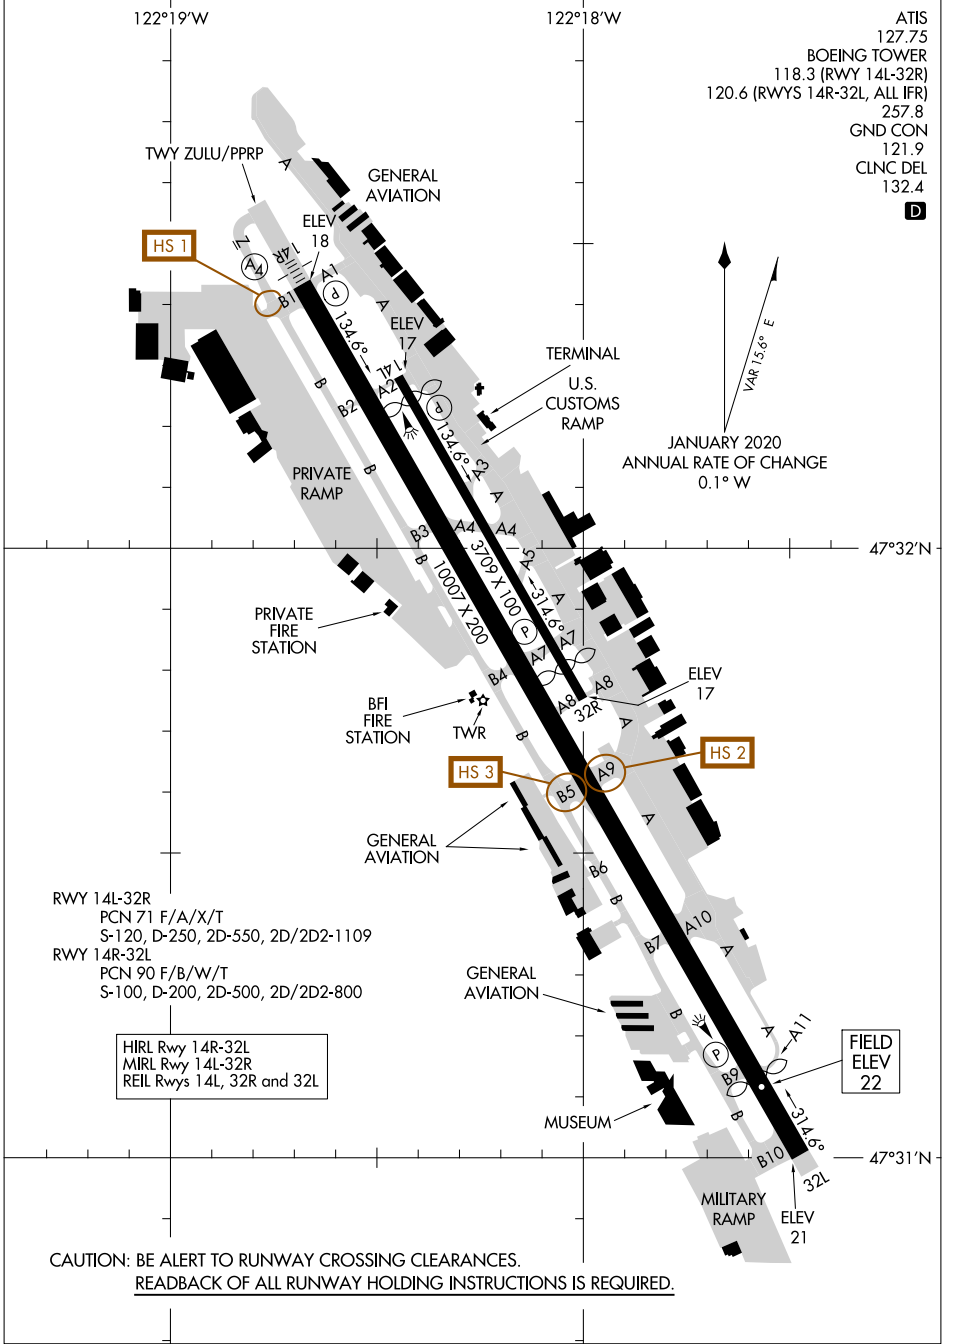 122°19'W
122°18'W
ATIS
127.75
BOEING TOWER
118.3 (RWY 14L-32R)
120.6 (RWYS 14R-32L, ALL IFR)
257.8
GND CON
121.9
CLNC DEL
132.4
D
TWY ZULU/PPRP
A
GENERAL
AVIATION
ELEV
18
HS 1
Z
A4
14R
A1
P
B1
A
134.6°
ELEV
17
VAR 15.6° E
TERMINAL
U.S.
CUSTOMS
RAMP
14L
B
A2
B2
P
134.6°
JANUARY 2020
ANNUAL RATE OF CHANGE
0.1° W
PRIVATE
RAMP
B
A3
A
B3
A4
A4
47°32'N
B
A5
3709 X 100
10007 X 200
314.6°
A
PRIVATE
FIRE
STATION
P
A7
A7
B4
A8
A8
32R
ELEV
17
BFI
FIRE
STATION
TWR
A
B
HS 3
HS 2
A9
B5
A
GENERAL
AVIATION
B6
B
RWY 14L-32R
PCN 71 F/A/X/T
S-120, D-250, 2D-550, 2D/2D2-1109
RWY 14R-32L
PCN 90 F/B/W/T
S-100, D-200, 2D-500, 2D/2D2-800
A10
B7
A
GENERAL
AVIATION
B
A
A11
HIRL Rwy 14R-32L
MIRL Rwy 14L-32R
REIL Rwys 14L, 32R and 32L
P
B9
FIELD
ELEV
22
MUSEUM
B
314.6°
B10
47°31'N
32L
MILITARY
RAMP
ELEV
21
CAUTION: BE ALERT TO RUNWAY CROSSING CLEARANCES.
READBACK OF ALL RUNWAY HOLDING INSTRUCTIONS IS REQUIRED.